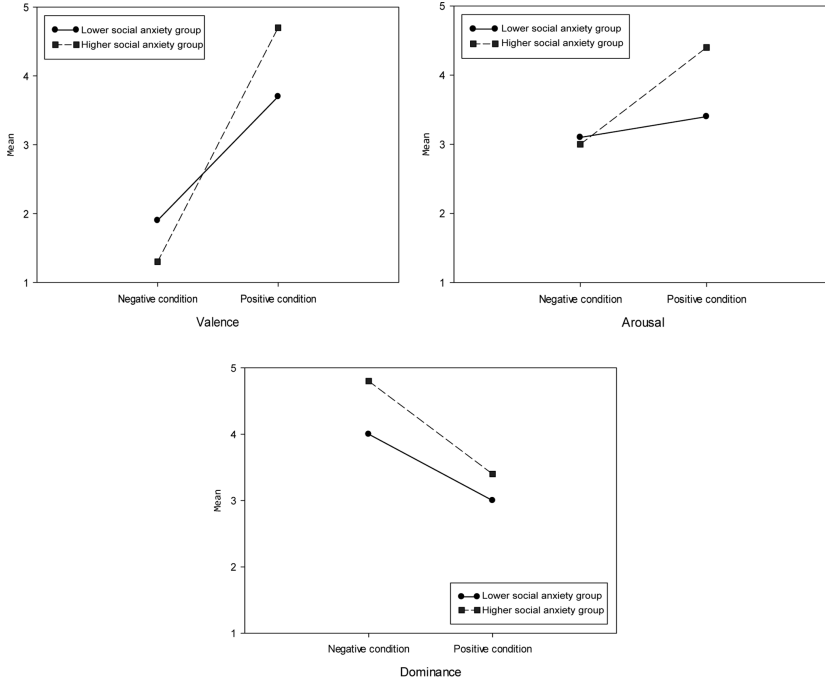 5
4
3
2
1
Mean
Lower social anxiety group
Higher social anxiety group
Negative condition
Positive condition
Valence
5
4
3
2
1
Mean
Lower social anxiety group
Higher social anxiety group
Negative condition
Positive condition
Arousal
5
4
3
2
1
Mean
Lower social anxiety group
Higher social anxiety group
Negative condition
Positive condition
Dominance